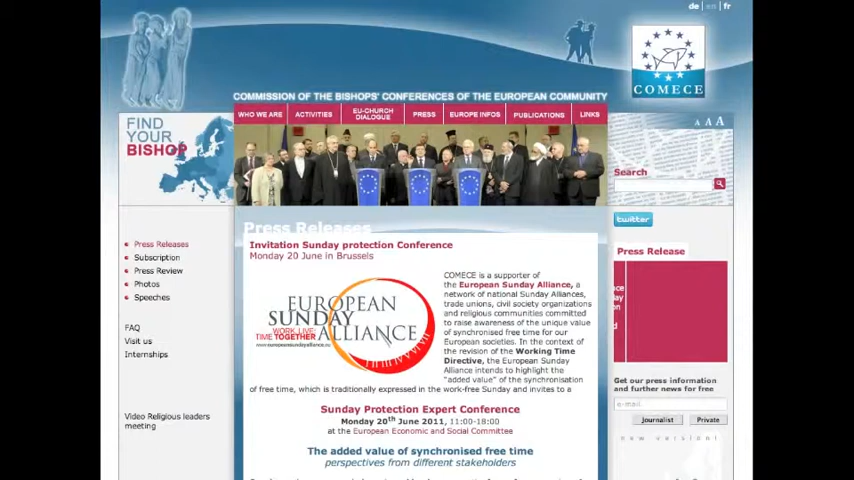 de | en | fr
COMECE
COMMISSION OF THE BISHOPS' CONFERENCES OF THE EUROPEAN COMMUNITY
WHO WE ARE
ACTIVITIES
EU-CHURCH DIALOGUE
PRESS
EUROPE INFOS
PUBLICATIONS
LINKS
FIND
YOUR
BISHOP
A A A
Search
twitter
Press Releases
Subscription
Press Review
Photos
Speeches
FAQ
Visit us
Internships
Video Religious leaders
meeting
Press Releases
Invitation Sunday protection Conference
Monday 20 June in Brussels
EUROPEAN
SUNDAY
WORK LIVE
TIME TOGETHER
ALLIANCE
www.europeansundayalliance.eu
COMECE is a supporter of
the European Sunday Alliance, a
network of national Sunday Alliances,
trade unions, civil society organizations
and religious communities committed
to raise awareness of the unique value
of synchronised free time for our
European societies. In the context
of the revision of the Working Time
Directive, the European Sunday
Alliance intends to highlight the
"added value" of the synchronisation
of free time, which is traditionally expressed in the work-free Sunday and invites to a
Sunday Protection Expert Conference
Monday 20th June 2011, 11:00-18:00
at the European Economic and Social Committee
The added value of synchronised free time
perspectives from different stakeholders
Press Release
Get our press information
and further news for free
e-mail
Journalist
Private
new version!